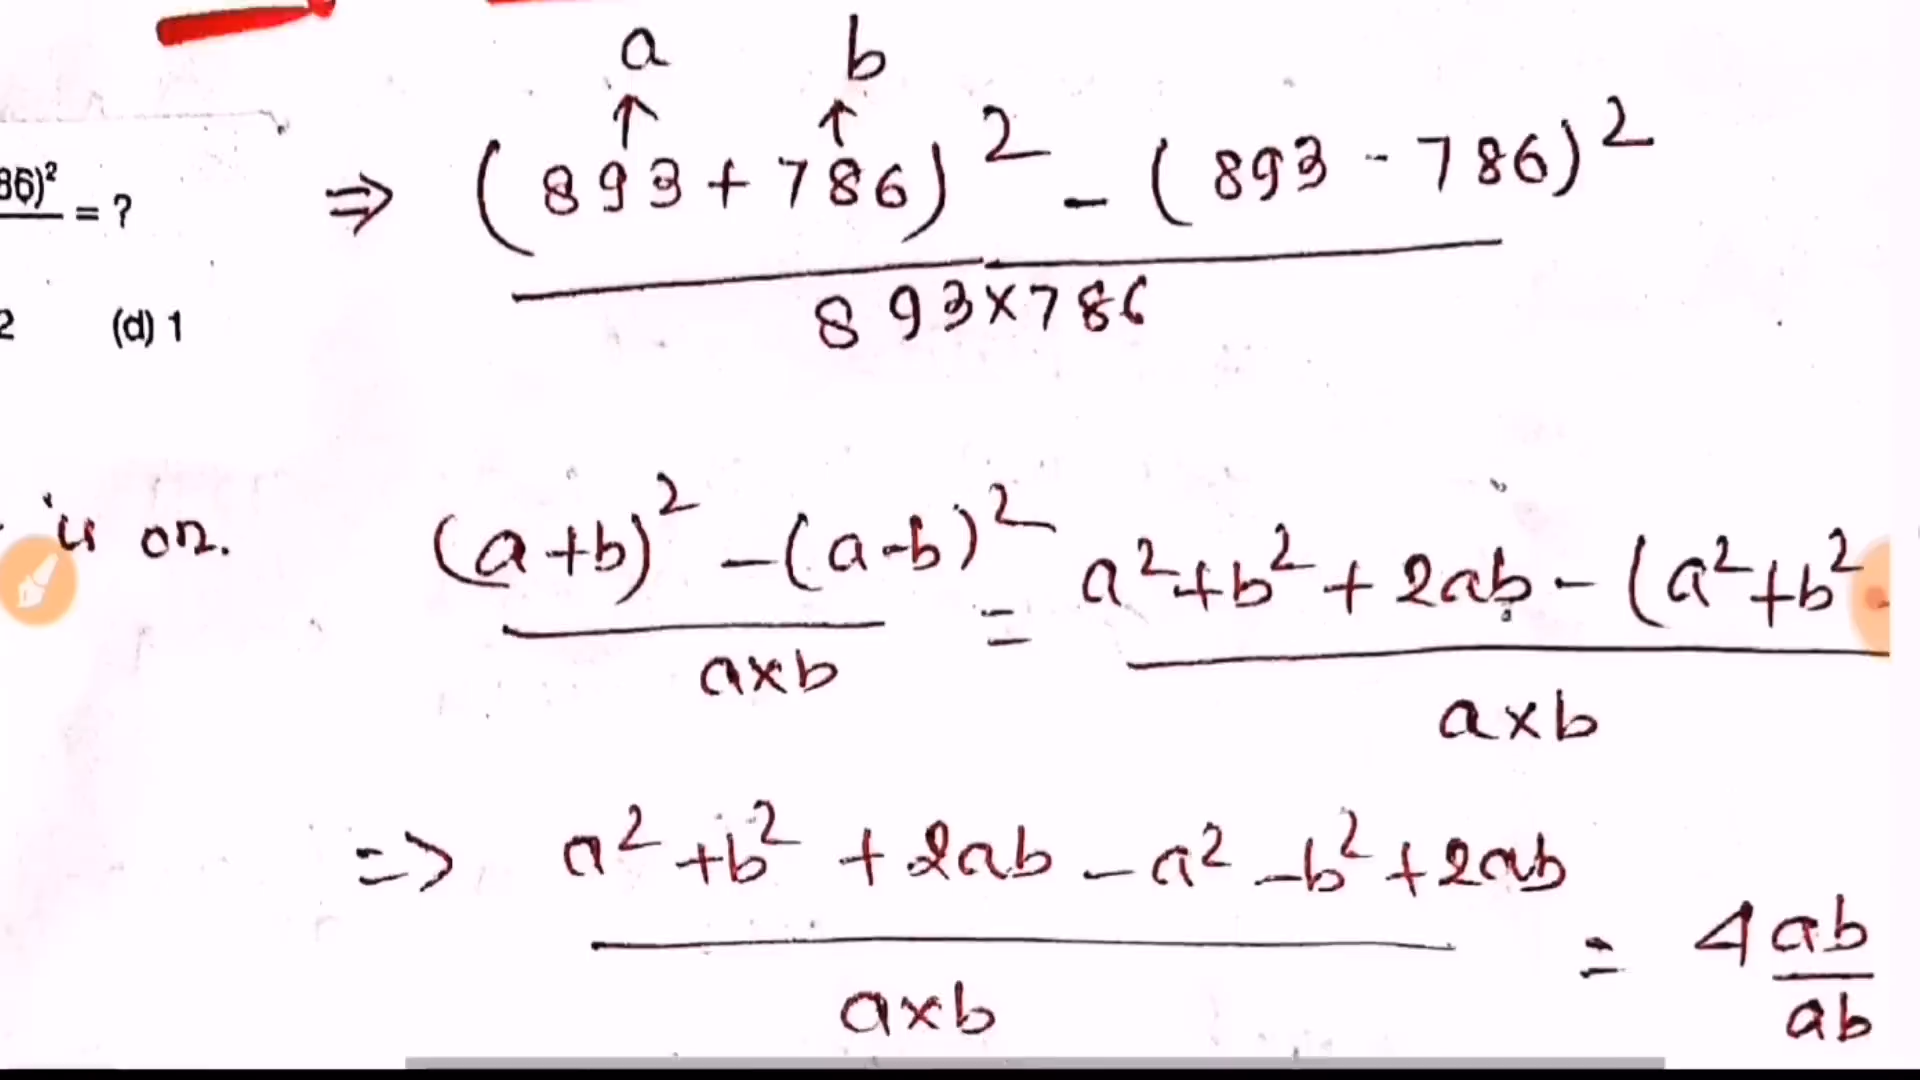 a b
86)²
= ?
⇒ (893+786)² - (893-786)²
893×786
2 (d) 1
is on.
(a+b)² -(a-b)²
a×b
= a²+b²+2ab-(a²+b²
a×b
=> a²+b²+2ab-a²-b²+2ab
a×b
= 4ab
ab